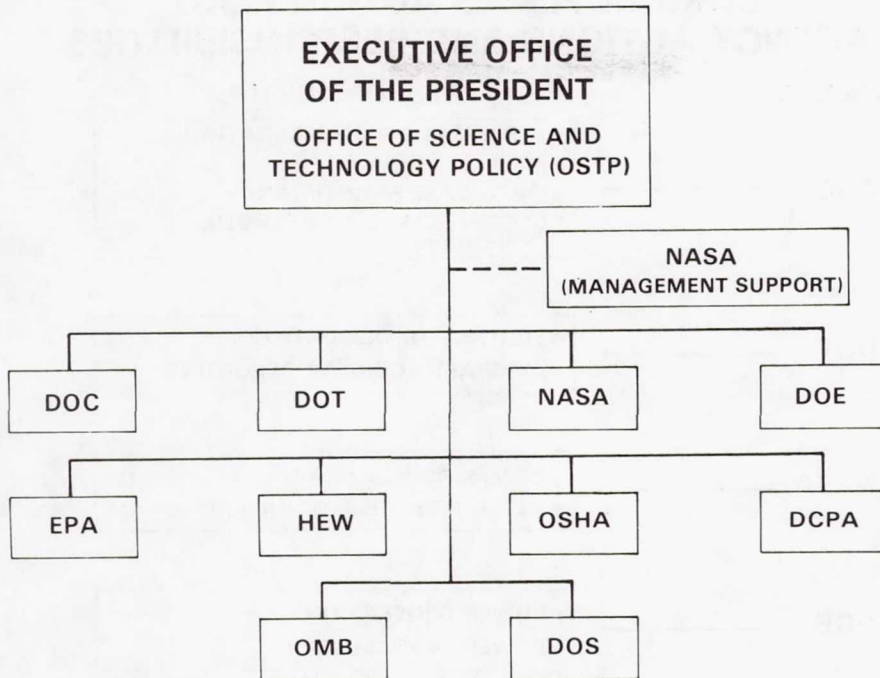 EXECUTIVE OFFICE
OF THE PRESIDENT
OFFICE OF SCIENCE AND
TECHNOLOGY POLICY (OSTP)
NASA
(MANAGEMENT SUPPORT)
DOC
DOT
NASA
DOE
EPA
HEW
OSHA
DCPA
OMB
DOS